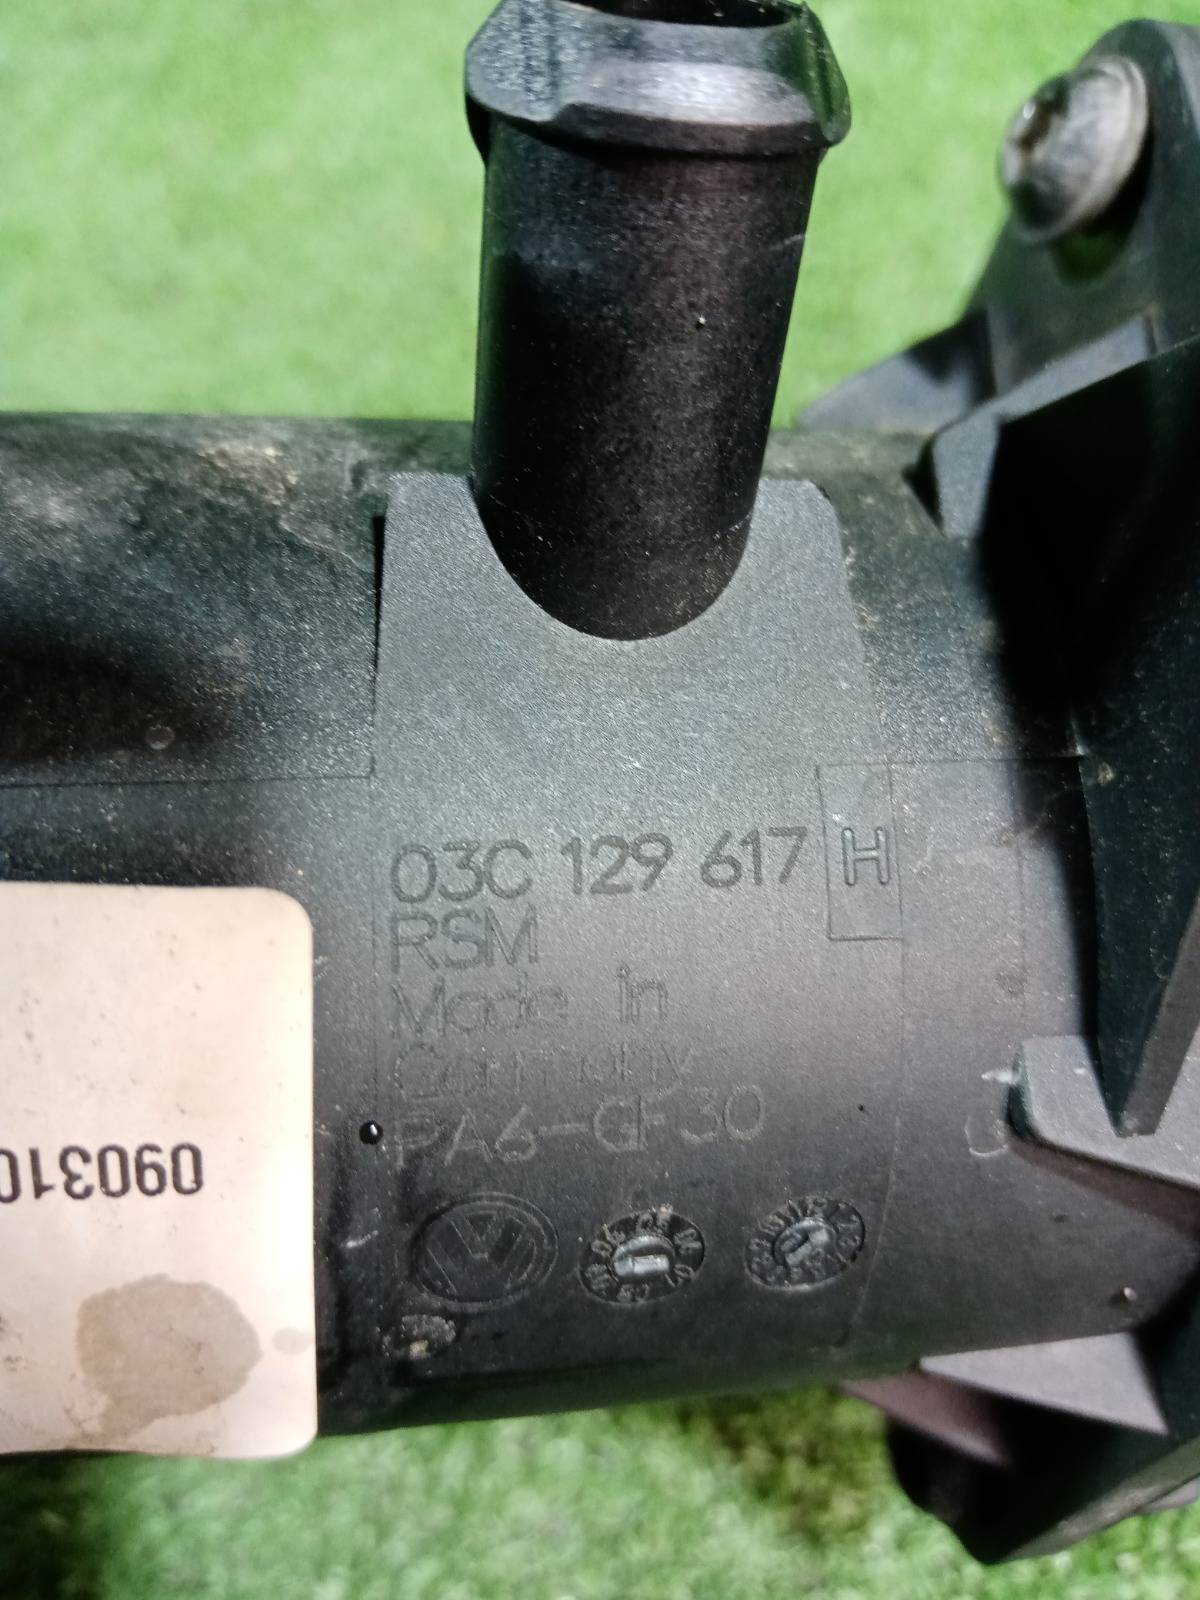 03C 129 617 H
RSM
Made in
Germany
PA6-GF30
090310